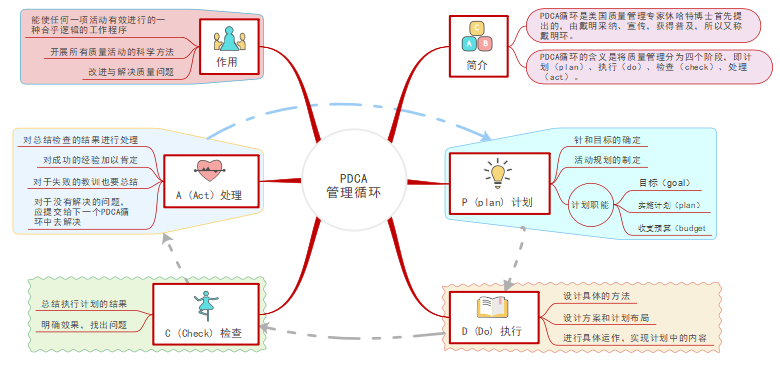 能使任何一项活动有效进行的一
种合乎逻辑的工作程序
开展所有质量活动的科学方法
改进与解决质量问题
作用
C
A
B
简介
PDCA循环是美国质量管理专家休哈特博士首先提
出的，由戴明采纳、宣传，获得普及，所以又称
戴明环。
PDCA循环的含义是将质量管理分为四个阶段，即计
划（plan）、执行（do）、检查（check）、处理
（act）。
PDCA
管理循环
对总结检查的结果进行处理
对成功的经验加以肯定
对于失败的教训也要总结
对于没有解决的问题，
应提交给下一个PDCA循
环中去解决
A（Act）处理
P（plan）计划
针和目标的确定
活动规划的制定
计划职能
目标（goal）
实施计划（plan）
收支预算（budget
总结执行计划的结果
明确效果，找出问题
C（Check）检查
D（Do）执行
设计具体的方法
设计方案和计划布局
进行具体运作，实现计划中的内容